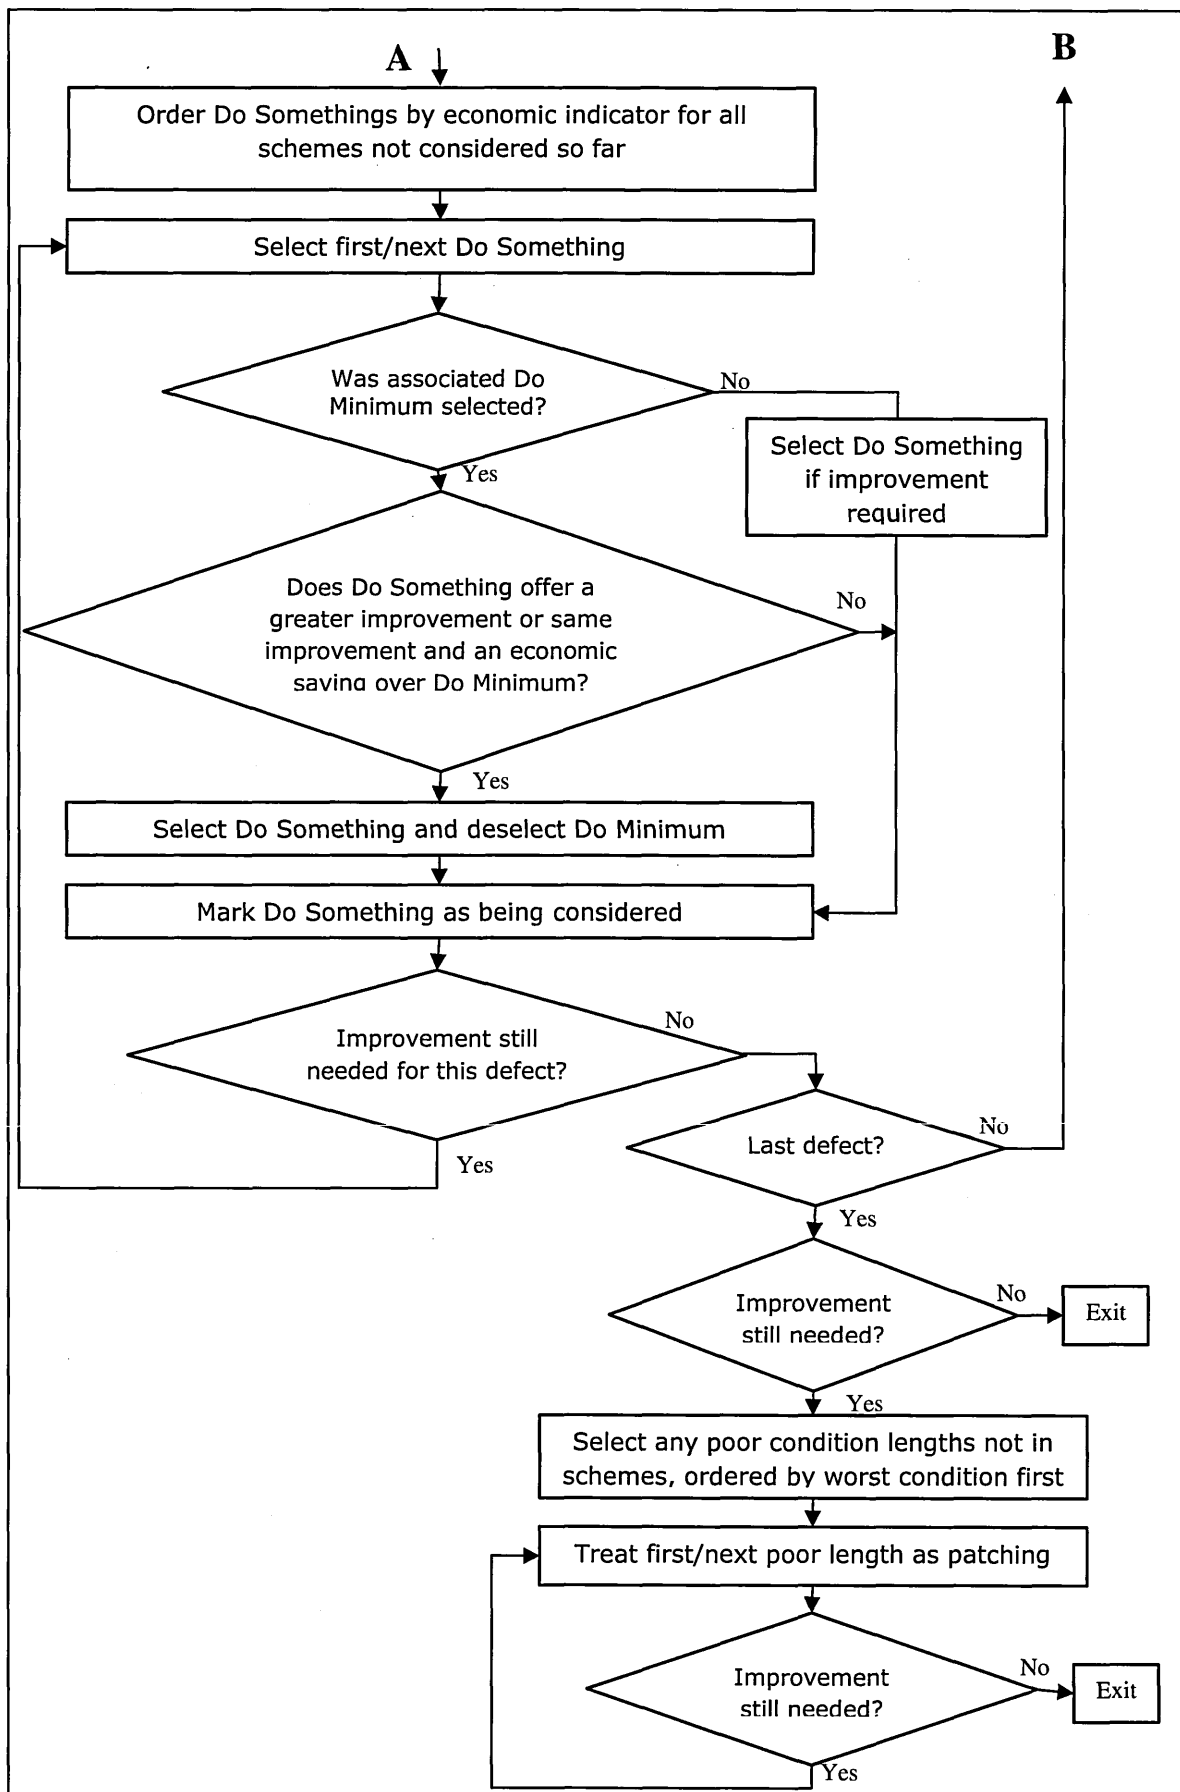 A
B
Order Do Somethings by economic indicator for all
schemes not considered so far
Select first/next Do Something
Was associated Do
Minimum selected?
No
Select Do Something
if improvement
required
Yes
Does Do Something offer a
greater improvement or same
improvement and an economic
saving over Do Minimum?
No
Yes
Select Do Something and deselect Do Minimum
Mark Do Something as being considered
Improvement still
needed for this defect?
No
Yes
Last defect?
No
Yes
Improvement
still needed?
No
Exit
Yes
Select any poor condition lengths not in
schemes, ordered by worst condition first
Treat first/next poor length as patching
Improvement
still needed?
No
Exit
Yes